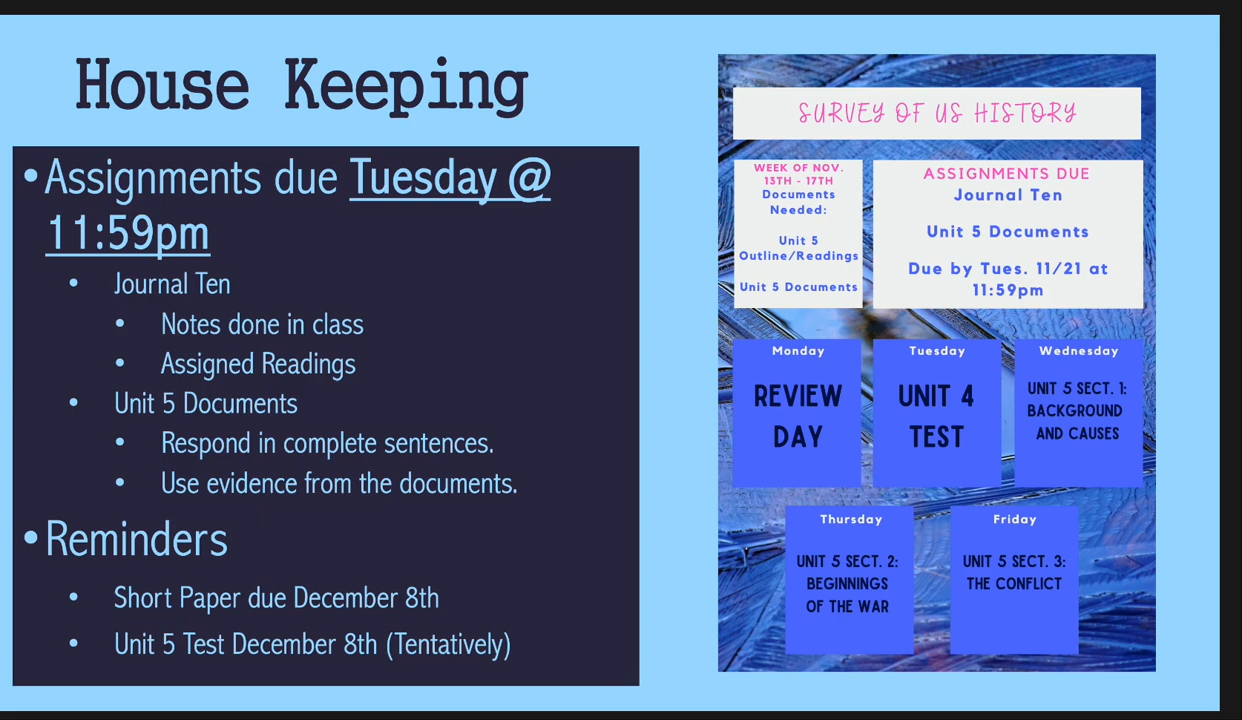 House Keeping
•Assignments due Tuesday @
11:59pm
• Journal Ten
• Notes done in class
• Assigned Readings
• Unit 5 Documents
• Respond in complete sentences.
• Use evidence from the documents.
•Reminders
• Short Paper due December 8th
• Unit 5 Test December 8th (Tentatively)
SURVEY OF US HISTORY
WEEK OF NOV.
13TH - 17TH
Documents
Needed:
Unit 5
Outline/Readings
Unit 5 Documents
ASSIGNMENTS DUE
Journal Ten
Unit 5 Documents
Due by Tues. 11/21 at
11:59pm
Monday
REVIEW
DAY
Tuesday
UNIT 4
TEST
Wednesday
UNIT 5 SECT. 1:
BACKGROUND
AND CAUSES
Thursday
UNIT 5 SECT. 2:
BEGINNINGS
OF THE WAR
Friday
UNIT 5 SECT. 3:
THE CONFLICT